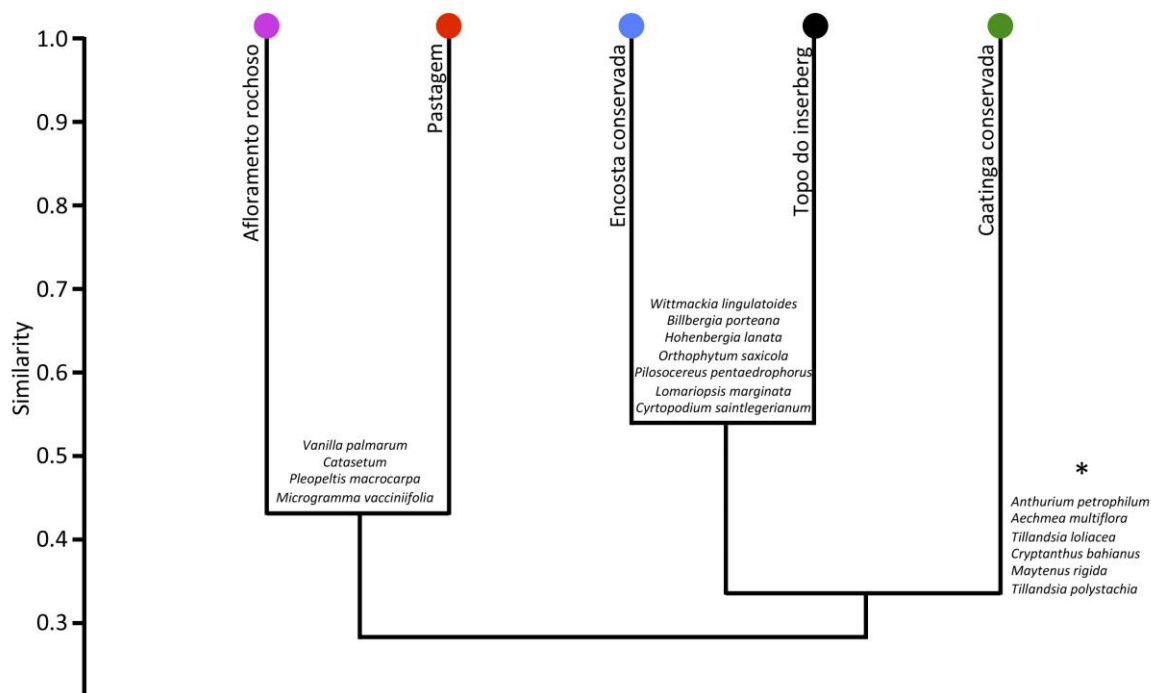 1.0
0.9
0.8
0.7
0.6
0.5
0.4
0.3
Similarity
Afloramento rochoso
Pastagem
Encosta conservada
Topo do inserberg
Caatinga conservada
Vanilla palmarum
Catasetum
Pleopeltis macrocarpa
Microgramma vacciniifolia
Wittmackia lingulatoides
Billbergia porteana
Hohenbergia lanata
Orthophytum saxicola
Pilosocereus pentaedrophorus
Lomariopsis marginata
Cyrtopodium saintlegerianum
*
Anthurium petrophilum
Aechmea multiflora
Tillandsia loliacea
Cryptanthus bahianus
Maytenus rigida
Tillandsia polystachia